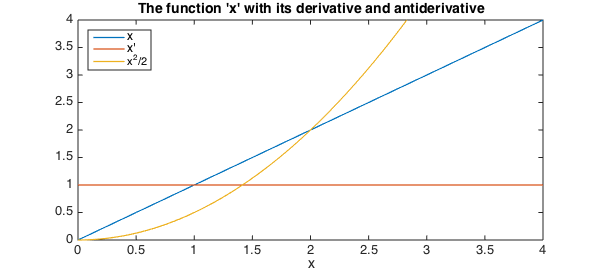 The function 'x' with its derivative and antiderivative
4
3.5
3
2.5
2
1.5
1
0.5
0
x
x'
x²/2
0 0.5 1 1.5 2 2.5 3 3.5 4
x